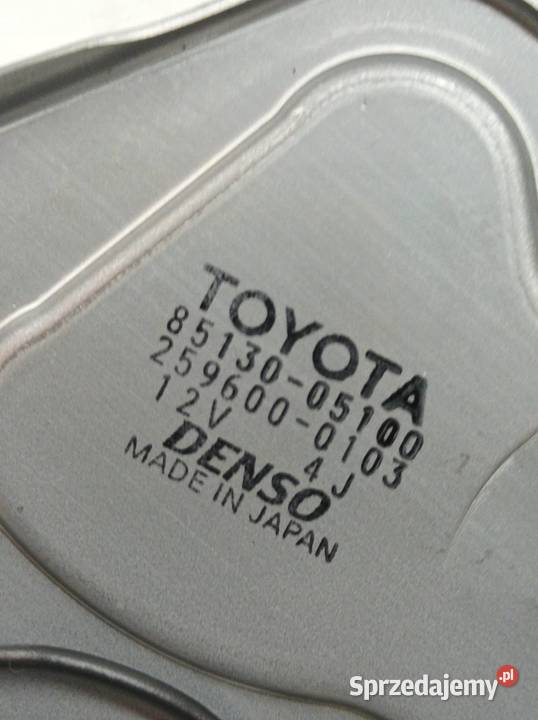 TOYOTA
85130-05100
259600-0103
12V 4J
DENSO
MADE IN JAPAN
Sprzedajemy.pl